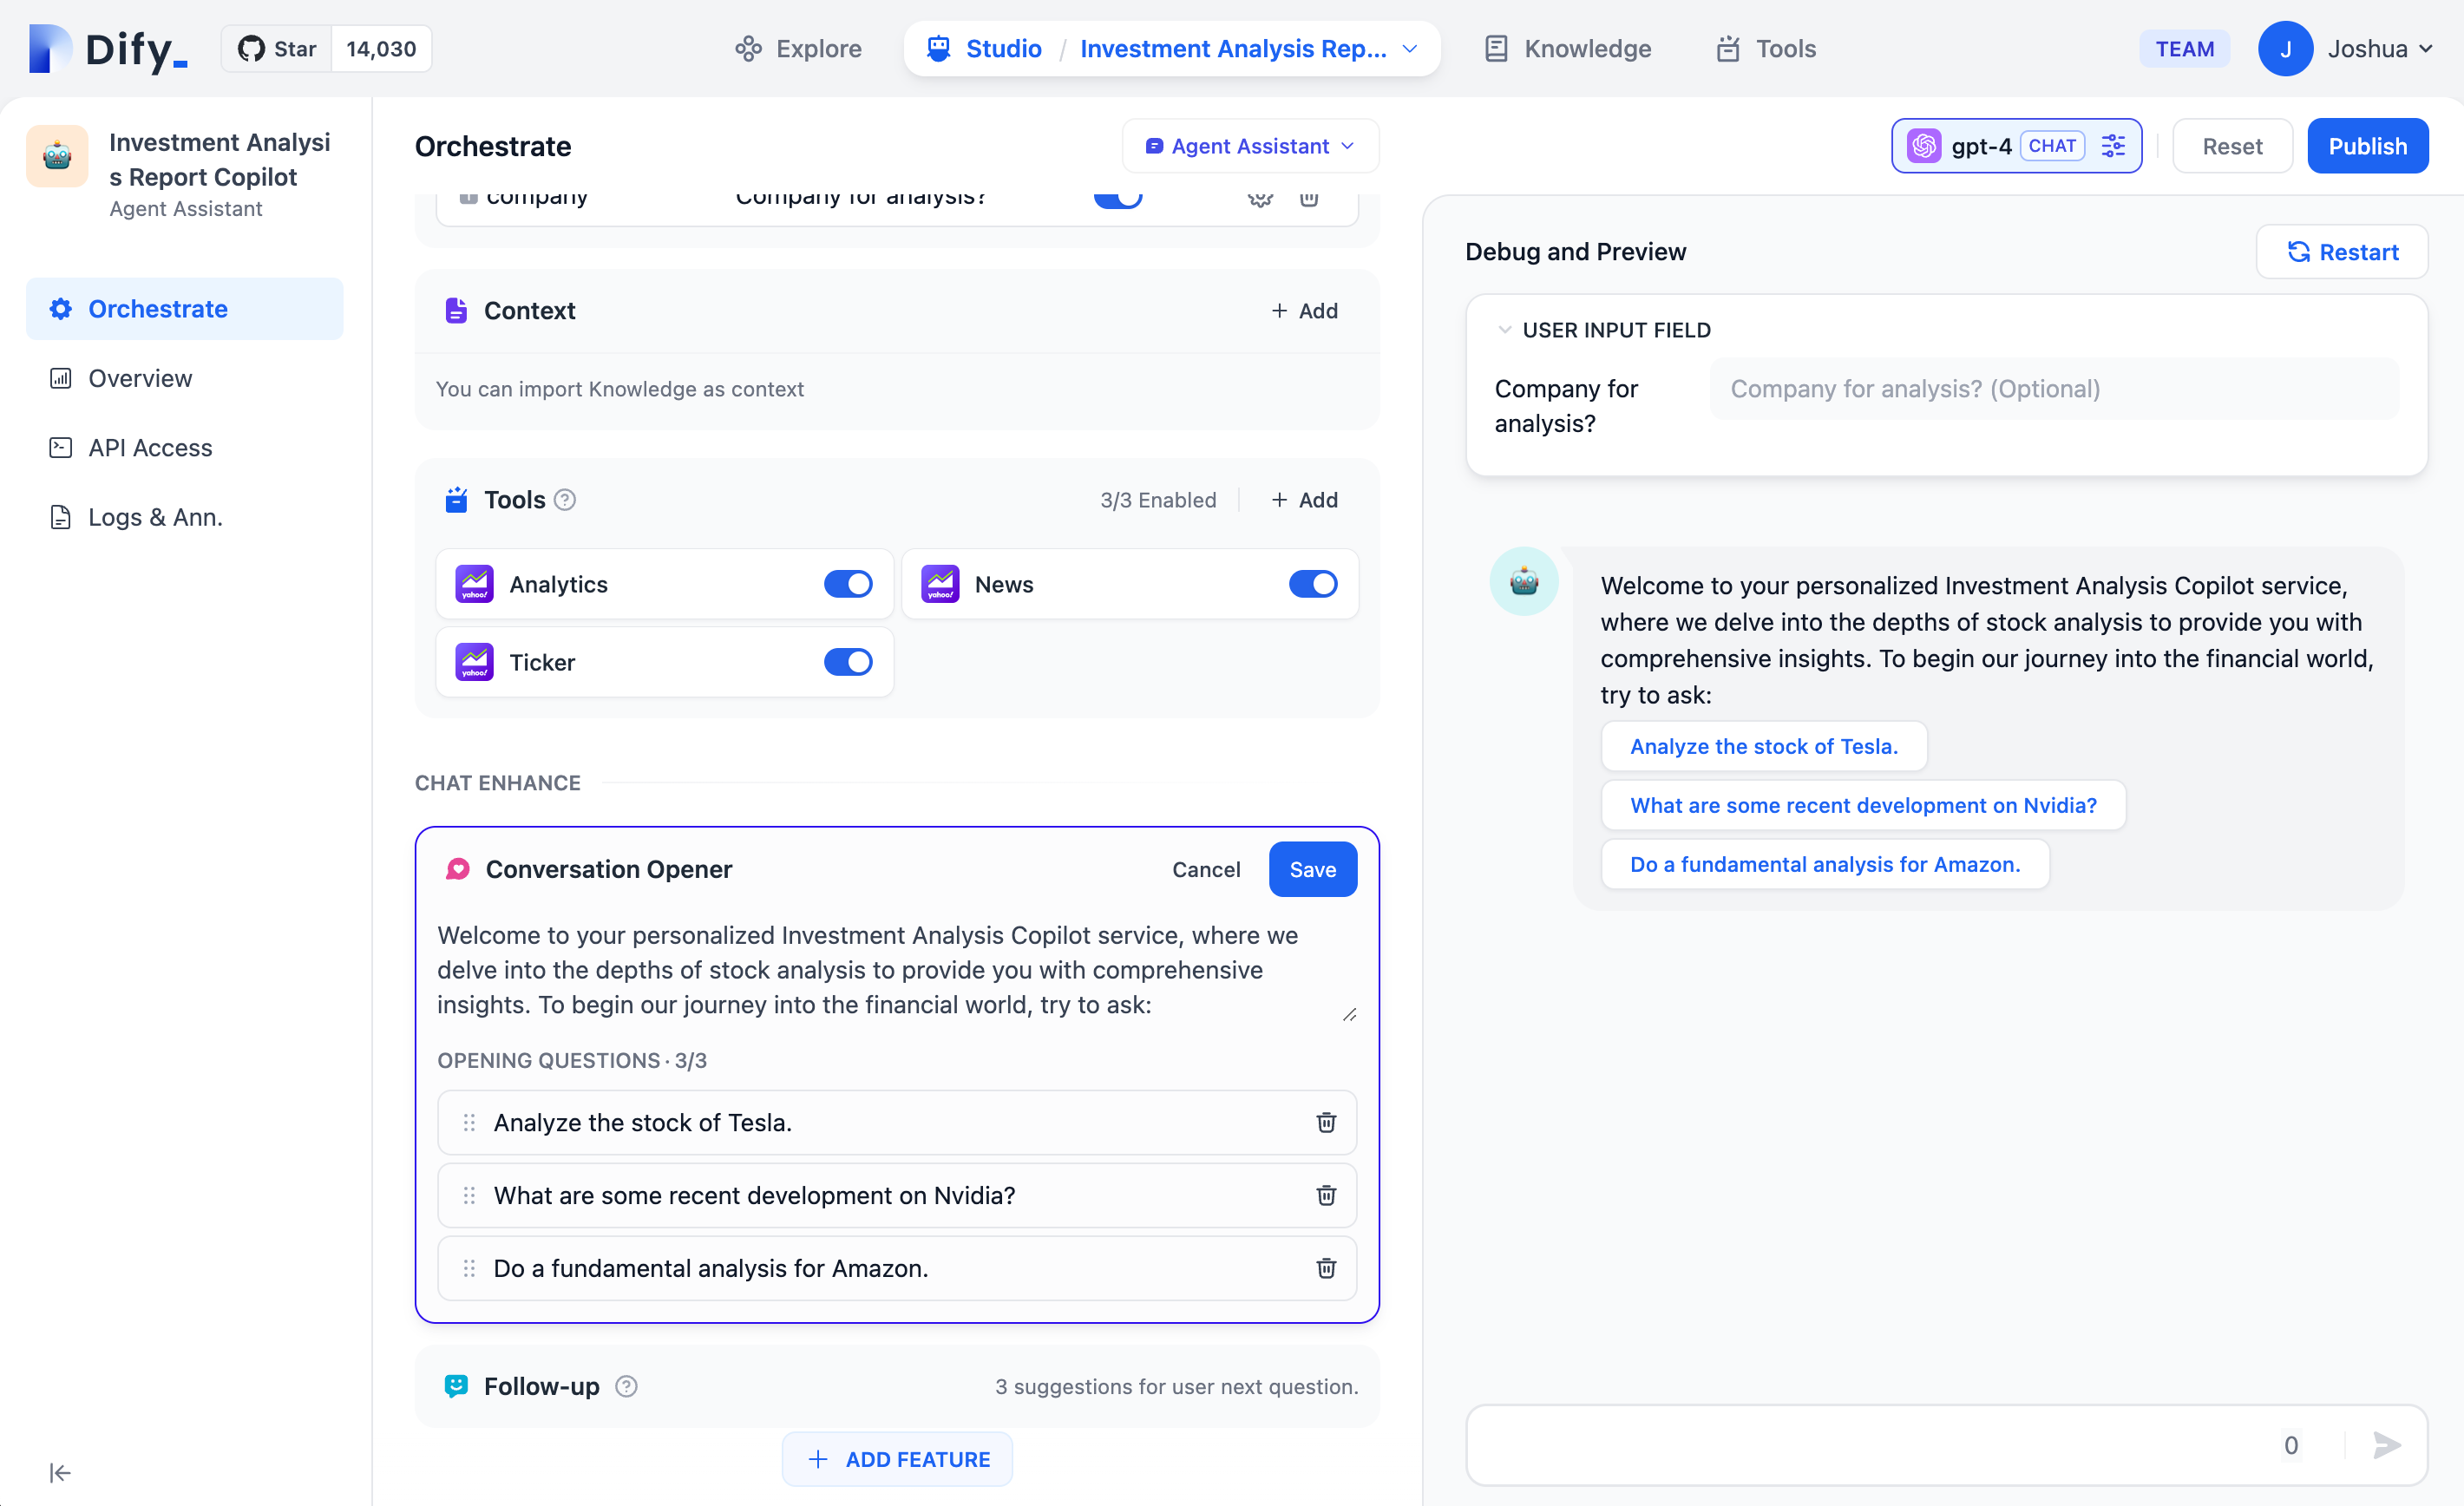 Dify_
Star 14,030
Explore
Studio / Investment Analysis Rep...
Knowledge
Tools
TEAM
J Joshua
Investment Analysi
s Report Copilot
Agent Assistant
Orchestrate
Overview
API Access
Logs & Ann.
Orchestrate
Agent Assistant
gpt-4 CHAT
Reset
Publish
company Company for analysis?
Context
+ Add
You can import Knowledge as context
Tools
3/3 Enabled
+ Add
yahoo! Analytics
yahoo! News
yahoo! Ticker
CHAT ENHANCE
Conversation Opener
Cancel
Save
Welcome to your personalized Investment Analysis Copilot service, where we
delve into the depths of stock analysis to provide you with comprehensive
insights. To begin our journey into the financial world, try to ask:
OPENING QUESTIONS · 3/3
Analyze the stock of Tesla.
What are some recent development on Nvidia?
Do a fundamental analysis for Amazon.
Follow-up
3 suggestions for user next question.
+ ADD FEATURE
Debug and Preview
Restart
USER INPUT FIELD
Company for
analysis?
Company for analysis? (Optional)
Welcome to your personalized Investment Analysis Copilot service,
where we delve into the depths of stock analysis to provide you with
comprehensive insights. To begin our journey into the financial world,
try to ask:
Analyze the stock of Tesla.
What are some recent development on Nvidia?
Do a fundamental analysis for Amazon.
0